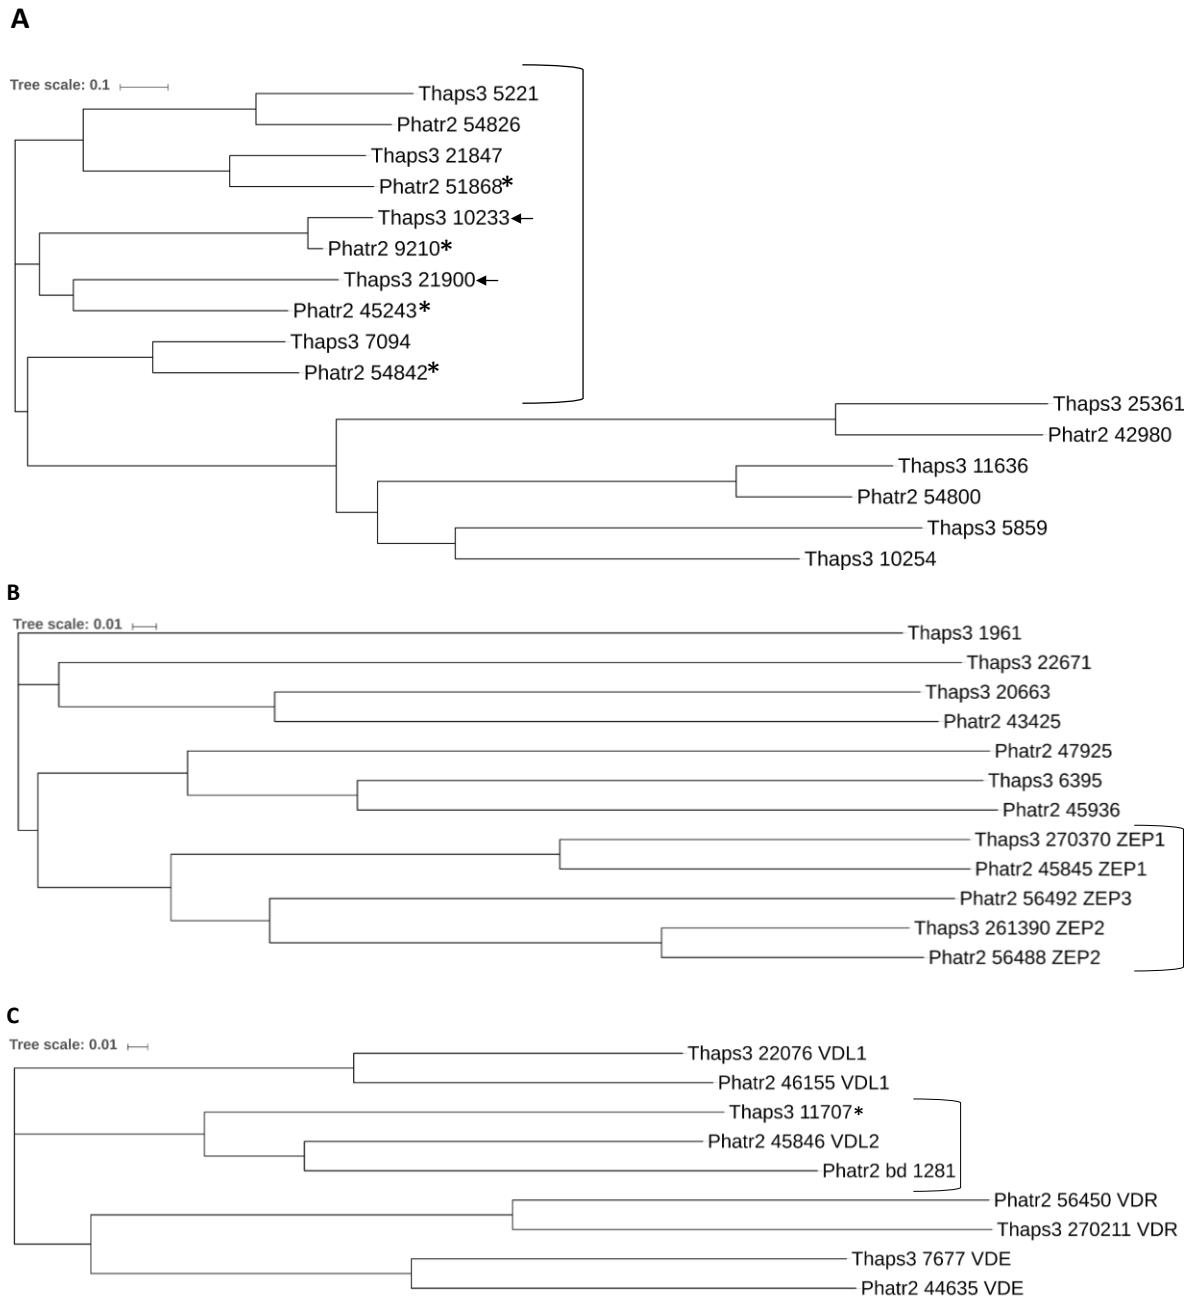 A
Tree scale: 0.1
Thaps3 5221
Phatr2 54826
Thaps3 21847
Phatr2 51868*
Thaps3 10233
Phatr2 9210*
Thaps3 21900
Phatr2 45243*
Thaps3 7094
Phatr2 54842*
Thaps3 25361
Phatr2 42980
Thaps3 11636
Phatr2 54800
Thaps3 5859
Thaps3 10254
B
Tree scale: 0.01
Thaps3 1961
Thaps3 22671
Thaps3 20663
Phatr2 43425
Phatr2 47925
Thaps3 6395
Phatr2 45936
Thaps3 270370 ZEP1
Phatr2 45845 ZEP1
Phatr2 56492 ZEP3
Thaps3 261390 ZEP2
Phatr2 56488 ZEP2
C
Tree scale: 0.01
Thaps3 22076 VDL1
Phatr2 46155 VDL1
Thaps3 11707*
Phatr2 45846 VDL2
Phatr2 bd 1281
Phatr2 56450 VDR
Thaps3 270211 VDR
Thaps3 7677 VDE
Phatr2 44635 VDE